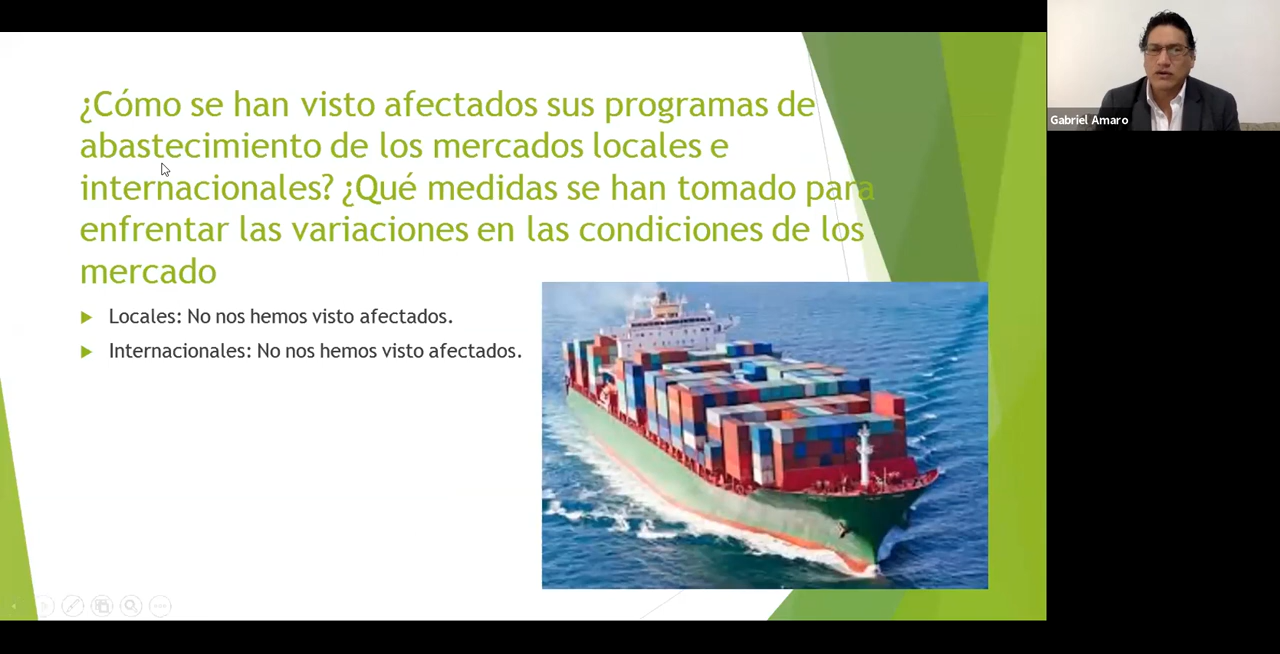 ¿Cómo se han visto afectados sus programas de
abastecimiento de los mercados locales e
internacionales? ¿Qué medidas se han tomado para
enfrentar las variaciones en las condiciones de los
mercado
Locales: No nos hemos visto afectados.
Internacionales: No nos hemos visto afectados.
Gabriel Amaro